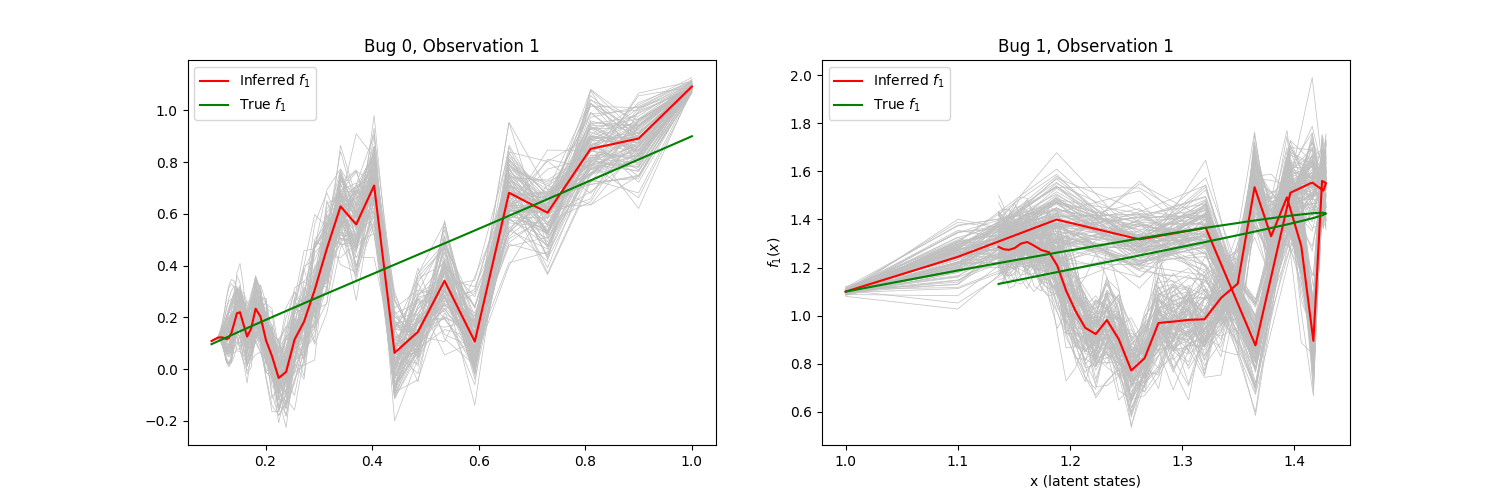 Bug 0, Observation 1
Inferred f₁
True f₁
1.0
0.8
0.6
0.4
0.2
0.0
−0.2
0.2 0.4 0.6 0.8 1.0
Bug 1, Observation 1
Inferred f₁
True f₁
f₁(x)
2.0
1.8
1.6
1.4
1.2
1.0
0.8
0.6
1.0 1.1 1.2 1.3 1.4
x (latent states)